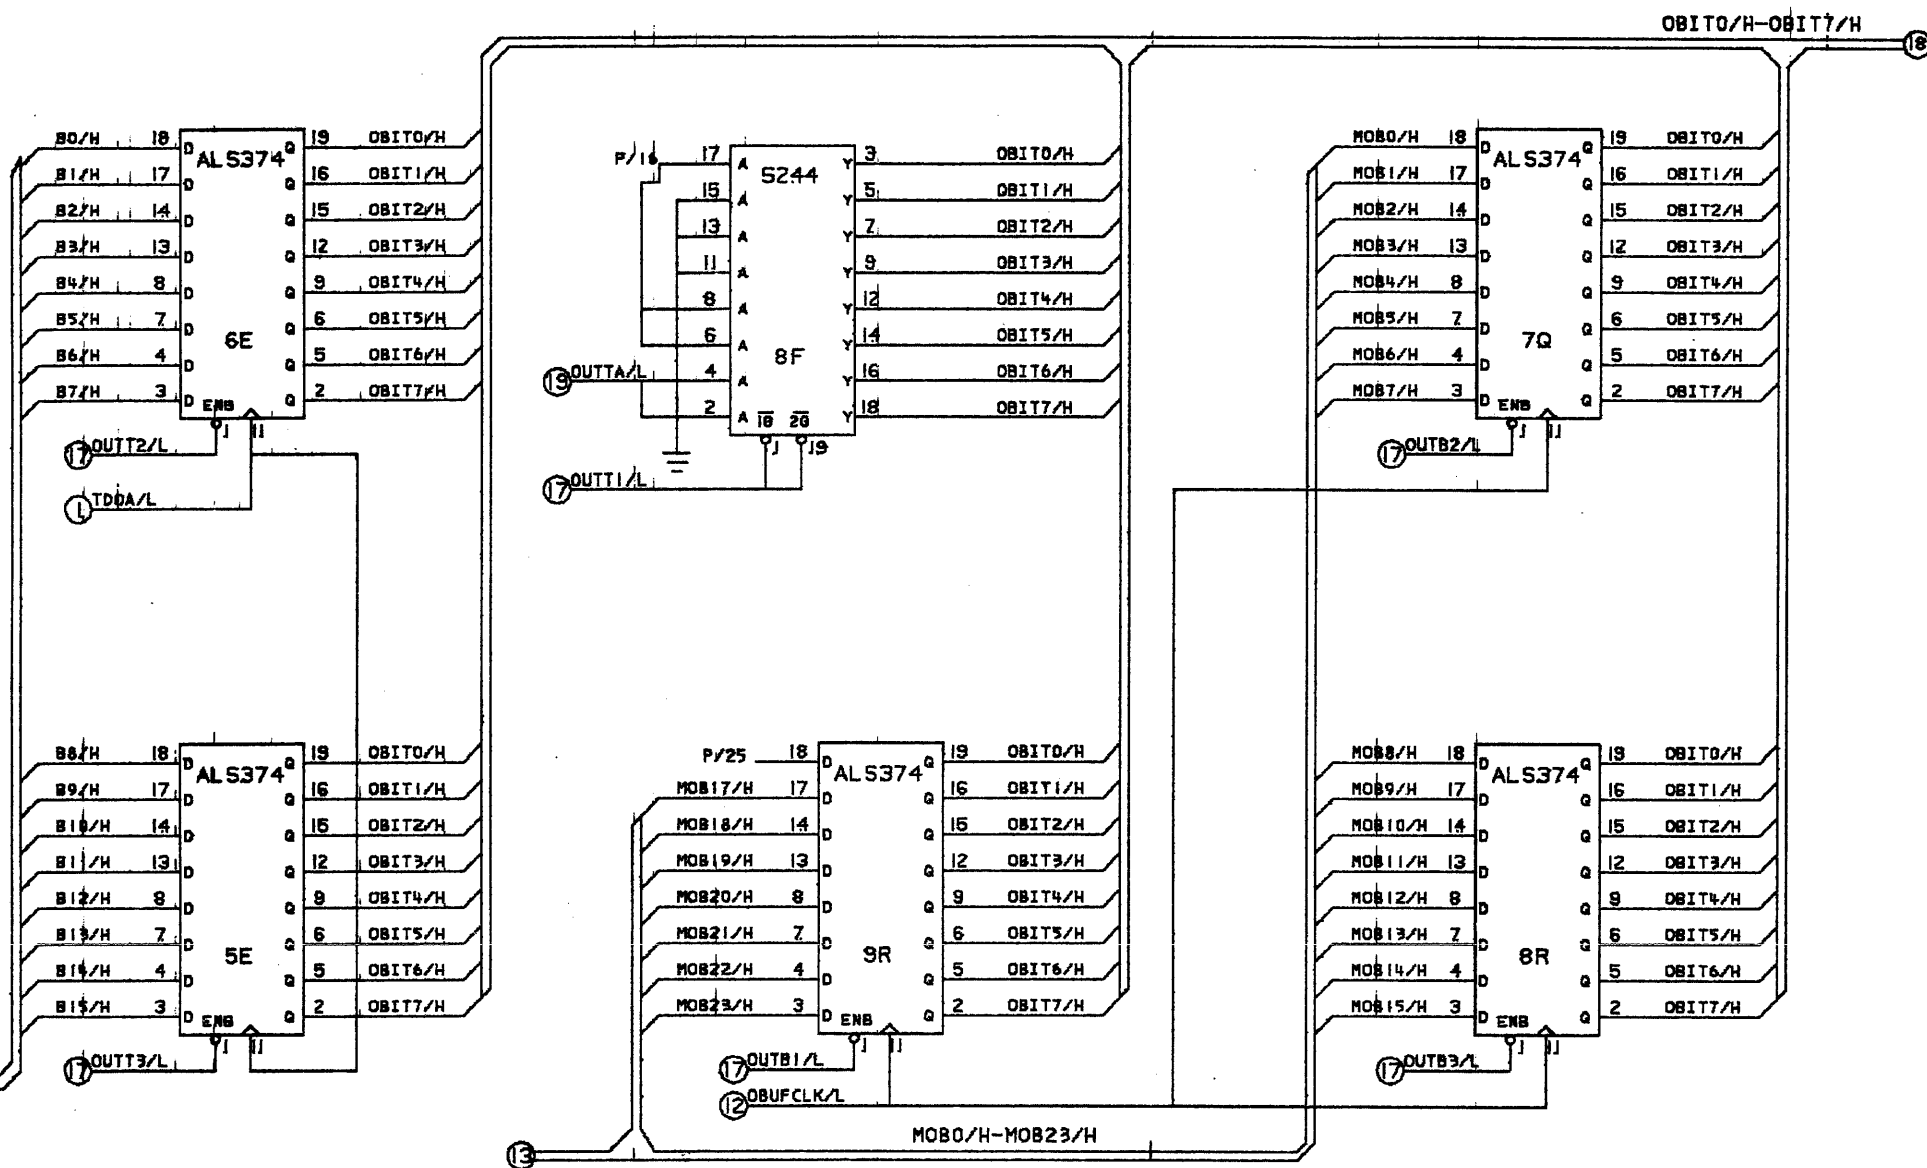 OBIT0/H-OBIT7/H
18
B0/H 18 D ALS374 Q 19 OBIT0/H
B1/H 17 D Q 16 OBIT1/H
B2/H 14 D Q 15 OBIT2/H
B3/H 13 D Q 12 OBIT3/H
B4/H 8 D Q 9 OBIT4/H
B5/H 7 D Q 6 OBIT5/H
6E
B6/H 4 D Q 5 OBIT6/H
B7/H 3 D Q 2 OBIT7/H
ENB
1 11
17 OUTT2/L
1 TDDA/L
P/16 17 A S244 Y 3 OBIT0/H
15 A Y 5 OBIT1/H
13 A Y 7 OBIT2/H
11 A Y 9 OBIT3/H
8 A Y 12 OBIT4/H
6 A Y 14 OBIT5/H
8F
19 OUTTA/L 4 A Y 16 OBIT6/H
2 A Y 18 OBIT7/H
1G 2G
1 19
17 OUTT1/L
MOB0/H 18 D ALS374 Q 19 OBIT0/H
MOB1/H 17 D Q 16 OBIT1/H
MOB2/H 14 D Q 15 OBIT2/H
MOB3/H 13 D Q 12 OBIT3/H
MOB4/H 8 D Q 9 OBIT4/H
MOB5/H 7 D Q 6 OBIT5/H
7Q
MOB6/H 4 D Q 5 OBIT6/H
MOB7/H 3 D Q 2 OBIT7/H
ENB
1 11
17 OUTB2/L
B8/H 18 D ALS374 Q 19 OBIT0/H
B9/H 17 D Q 16 OBIT1/H
B10/H 14 D Q 15 OBIT2/H
B11/H 13 D Q 12 OBIT3/H
B12/H 8 D Q 9 OBIT4/H
B13/H 7 D Q 6 OBIT5/H
5E
B14/H 4 D Q 5 OBIT6/H
B15/H 3 D Q 2 OBIT7/H
ENB
1 11
17 OUTT3/L
P/25 18 D ALS374 Q 19 OBIT0/H
MOB17/H 17 D Q 16 OBIT1/H
MOB18/H 14 D Q 15 OBIT2/H
MOB19/H 13 D Q 12 OBIT3/H
MOB20/H 8 D Q 9 OBIT4/H
MOB21/H 7 D Q 6 OBIT5/H
9R
MOB22/H 4 D Q 5 OBIT6/H
MOB23/H 3 D Q 2 OBIT7/H
ENB
1 11
17 OUTB1/L
12 OBUFCLK/L
MOB8/H 18 D ALS374 Q 19 OBIT0/H
MOB9/H 17 D Q 16 OBIT1/H
MOB10/H 14 D Q 15 OBIT2/H
MOB11/H 13 D Q 12 OBIT3/H
MOB12/H 8 D Q 9 OBIT4/H
MOB13/H 7 D Q 6 OBIT5/H
8R
MOB14/H 4 D Q 5 OBIT6/H
MOB15/H 3 D Q 2 OBIT7/H
ENB
1 11
17 OUTB3/L
MOB0/H-MOB23/H
13